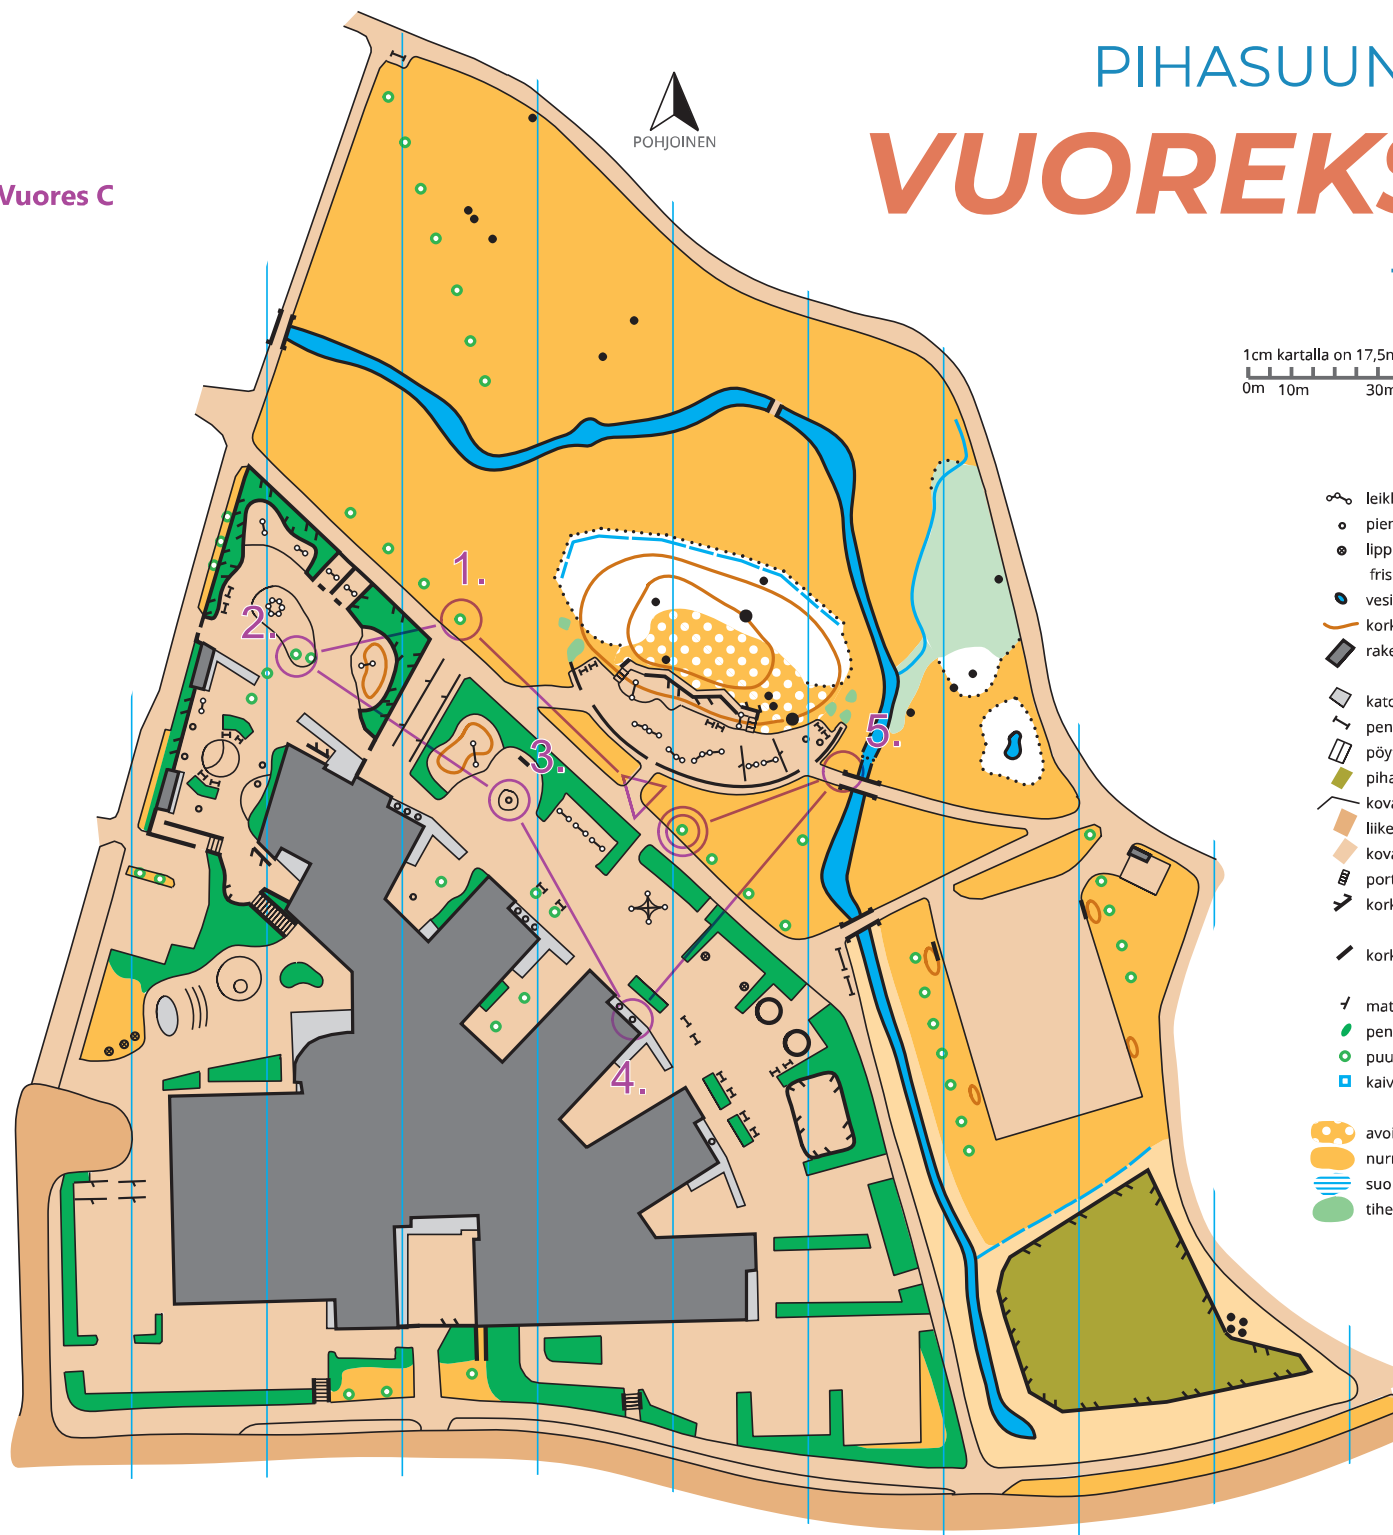 PIHASUUN
VUOREKS
Vuores C
POHJOINEN
1cm kartalla on 17,5m
0m 10m 30m
1.
2.
3.
4.
5.
leikk
pien
lipp
fris
vesi
kork
rake
kato
pen
pöy
piha
kova
liike
kova
port
kork
kork
mat
pen
puu
kaiv
avoi
nurm
suo
tihe